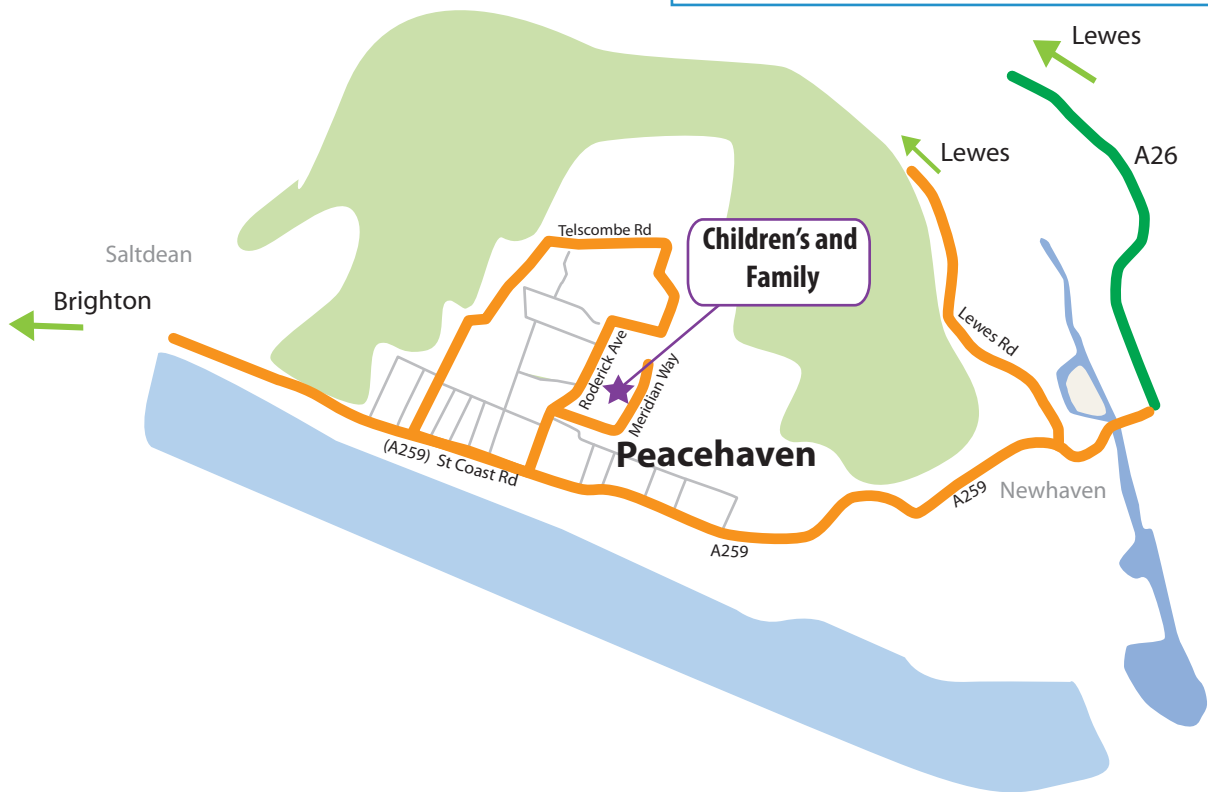 Lewes
Lewes
A26
Telscombe Rd
Children's and
Family
Saltdean
Brighton
Lewes Rd
Roderick Ave
Meridian Way
Peacehaven
(A259) St Coast Rd
A259
Newhaven
A259